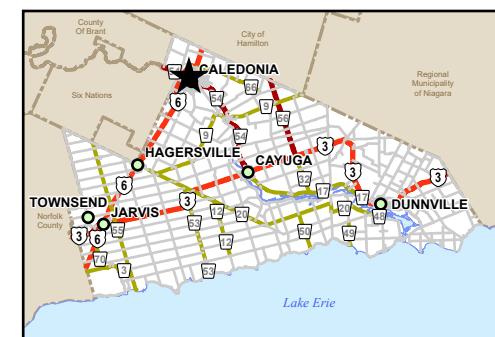 County
Of Brant
City of
Hamilton
54
CALEDONIA
66
Regional
Municipality
of Niagara
Six Nations
6
54
9
56
9
54
3
HAGERSVILLE
3
3
CAYUGA
6
32
17
17
TOWNSEND
3
DUNNVILLE
JARVIS
12
20
20
Norfolk
County
3
6
55
53
12
50
49
70
3
53
Lake Erie